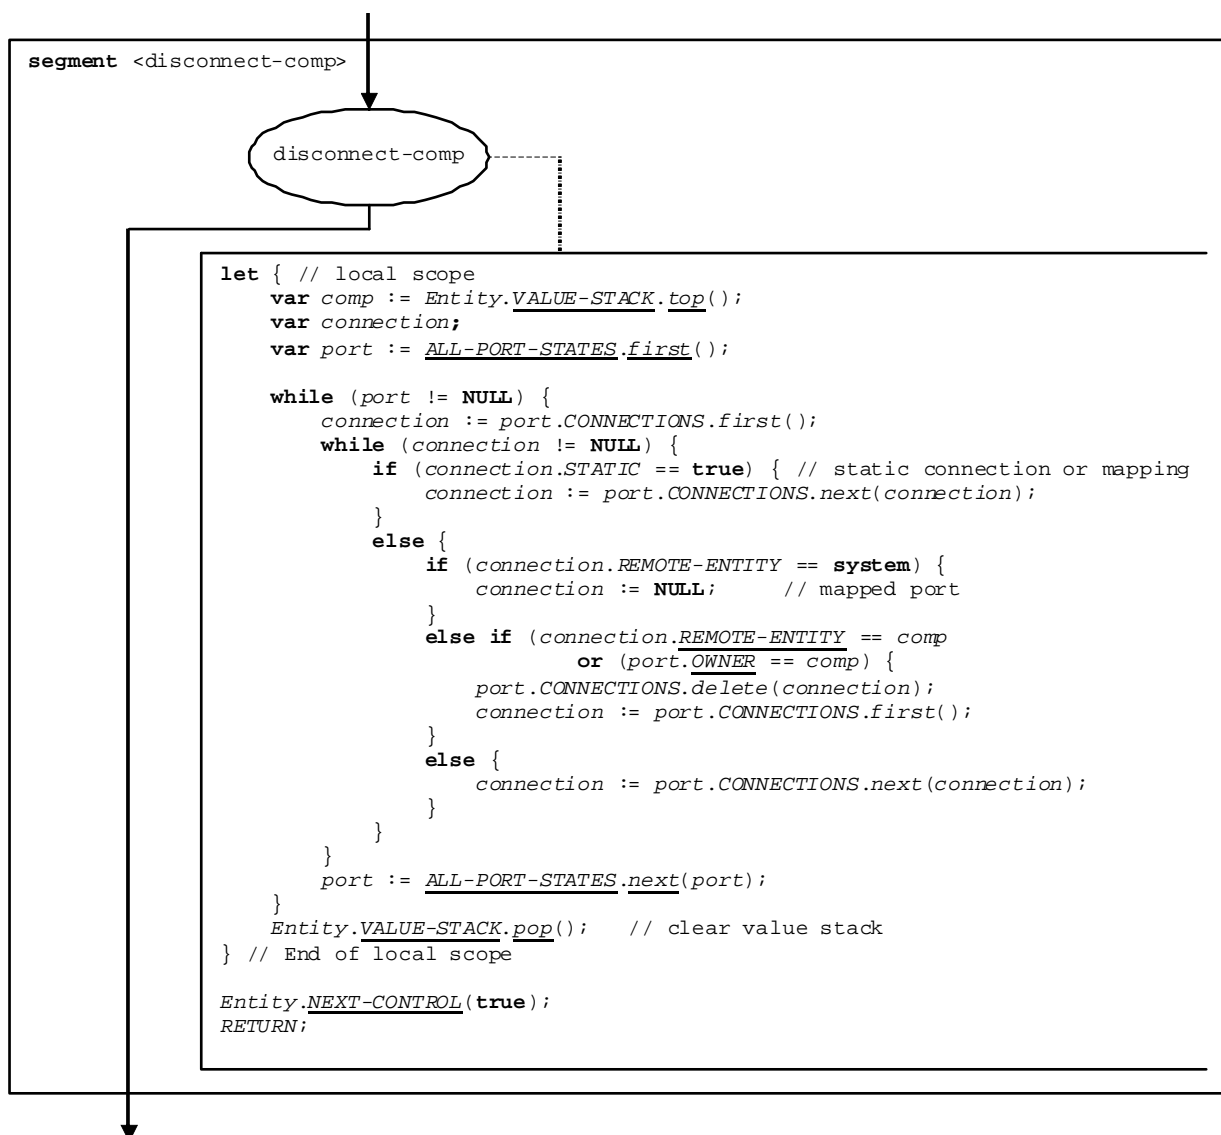 segment <disconnect-comp>
disconnect-comp
let { // local scope
var comp := Entity.VALUE-STACK.top();
var connection;
var port := ALL-PORT-STATES.first();
while (port != NULL) {
connection := port.CONNECTIONS.first();
while (connection != NULL) {
if (connection.STATIC == true) { // static connection or mapping
connection := port.CONNECTIONS.next(connection);
}
else {
if (connection.REMOTE-ENTITY == system) {
connection := NULL; // mapped port
}
else if (connection.REMOTE-ENTITY == comp
or (port.OWNER == comp) {
port.CONNECTIONS.delete(connection);
connection := port.CONNECTIONS.first();
}
else {
connection := port.CONNECTIONS.next(connection);
}
}
}
port := ALL-PORT-STATES.next(port);
}
Entity.VALUE-STACK.pop(); // clear value stack
} // End of local scope
Entity.NEXT-CONTROL(true);
RETURN;